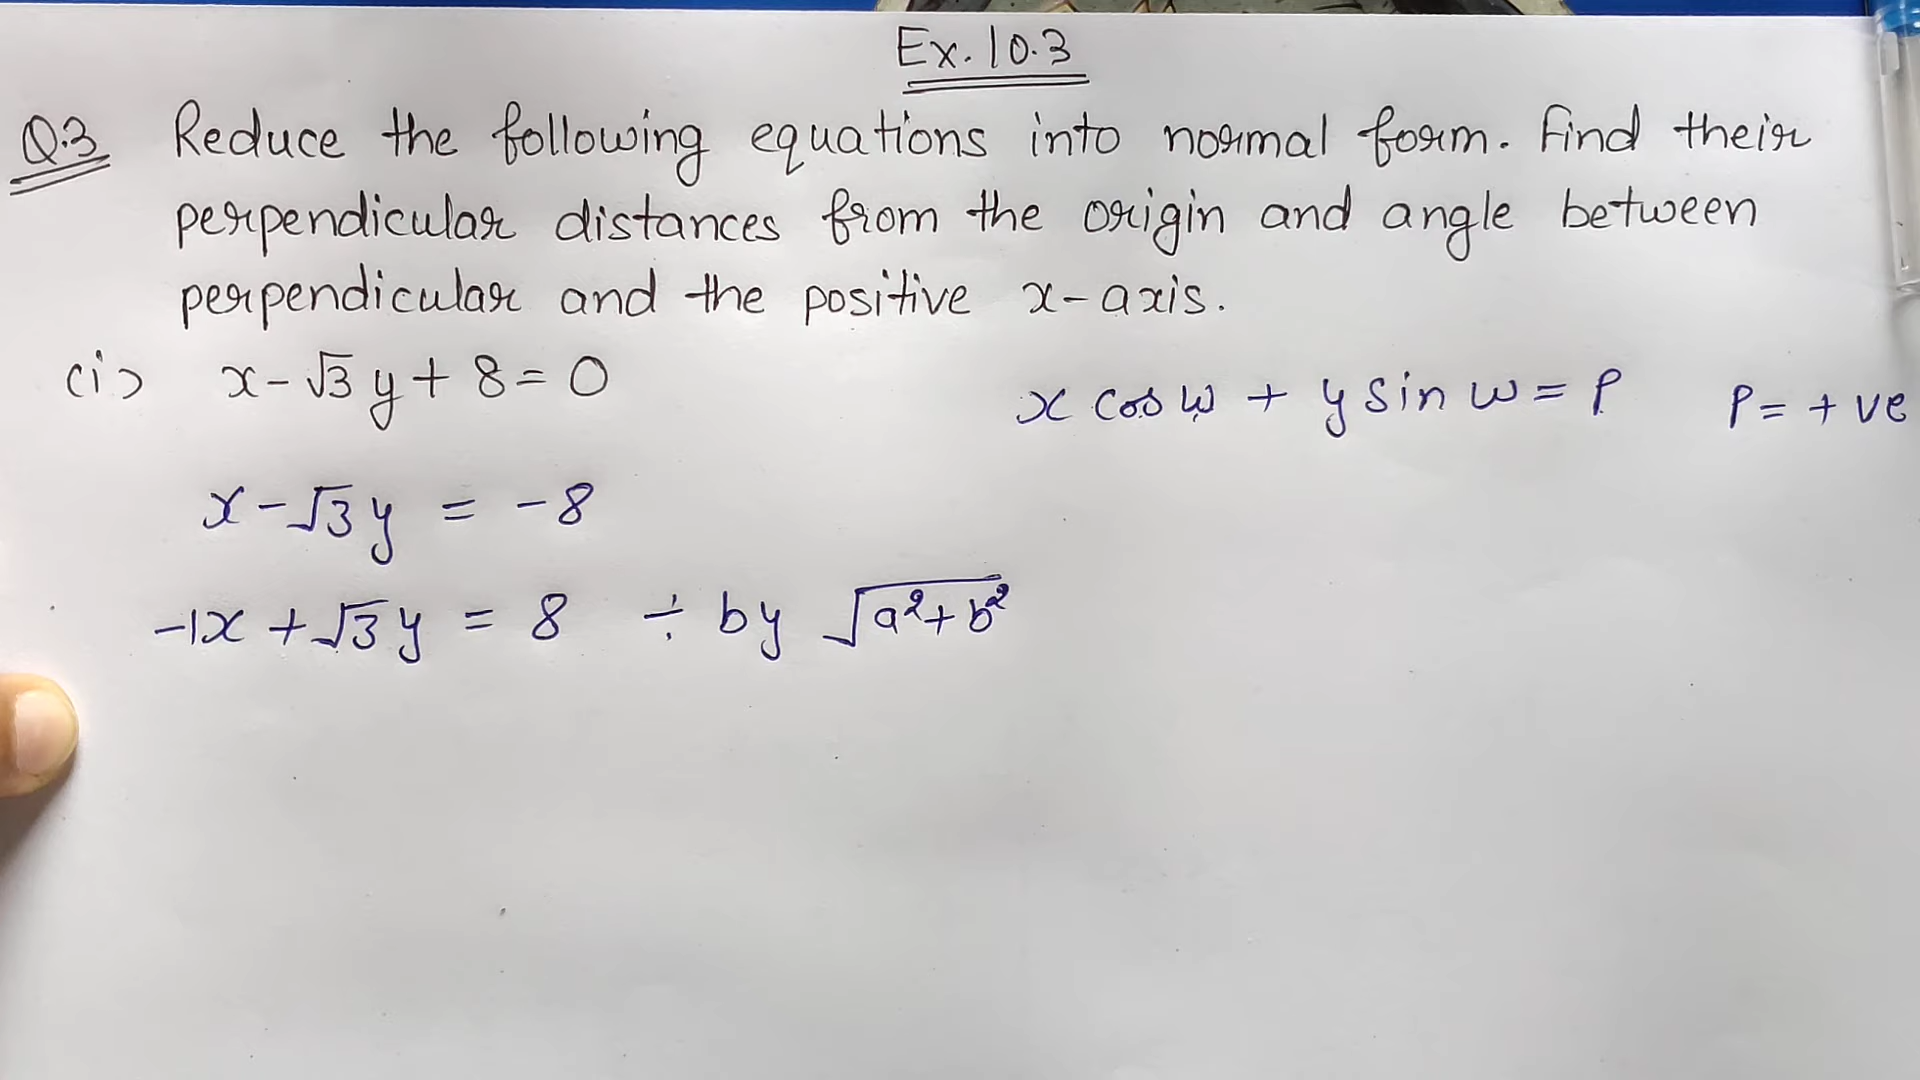 Ex. 10.3
Q.3 Reduce the following equations into normal form. Find their
perpendicular distances from the origin and angle between
perpendicular and the positive x-axis.
(i) x - √3 y + 8 = 0
x cos w + y sin w = P P = + ve
x - √3 y = -8
-1x + √3 y = 8 ÷ by √a² + b²